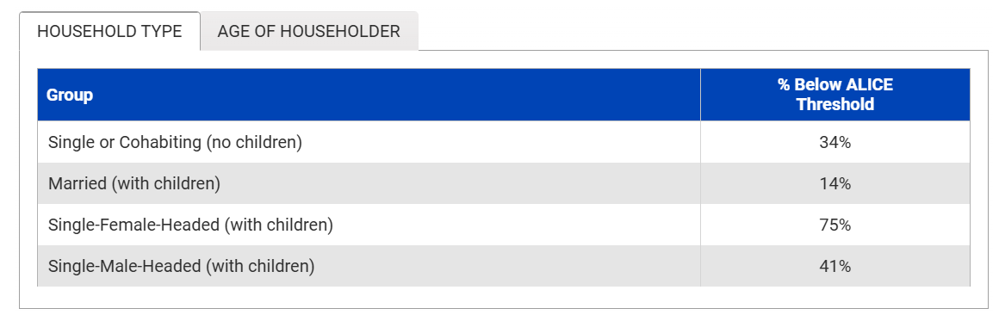 HOUSEHOLD TYPE AGE OF HOUSEHOLDER
Group % Below ALICE
Threshold
Single or Cohabiting (no children) 34%
Married (with children) 14%
Single-Female-Headed (with children) 75%
Single-Male-Headed (with children) 41%